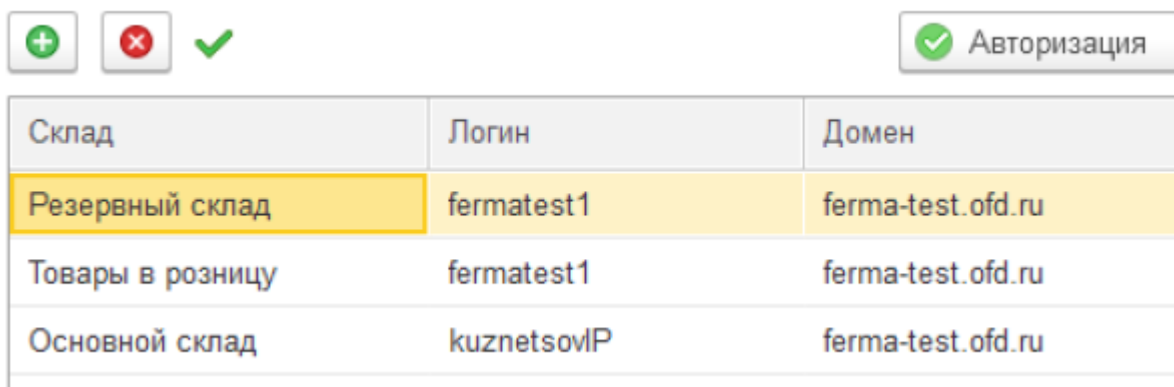 Авторизация
Склад Логин Домен
Резервный склад fermatest1 ferma-test.ofd.ru
Товары в розницу fermatest1 ferma-test.ofd.ru
Основной склад kuznetsovIP ferma-test.ofd.ru